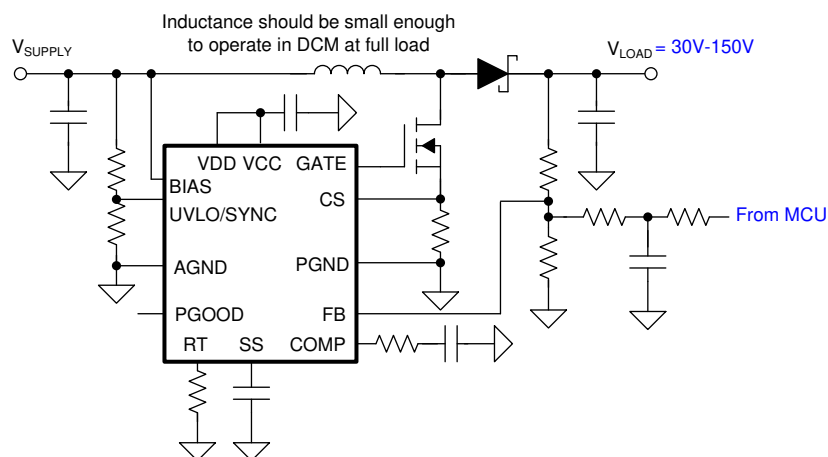 Inductance should be small enough
to operate in DCM at full load
VSUPPLY
VLOAD = 30V-150V
VDD VCC GATE
BIAS
CS
UVLO/SYNC
From MCU
AGND
PGND
PGOOD
FB
COMP
RT SS